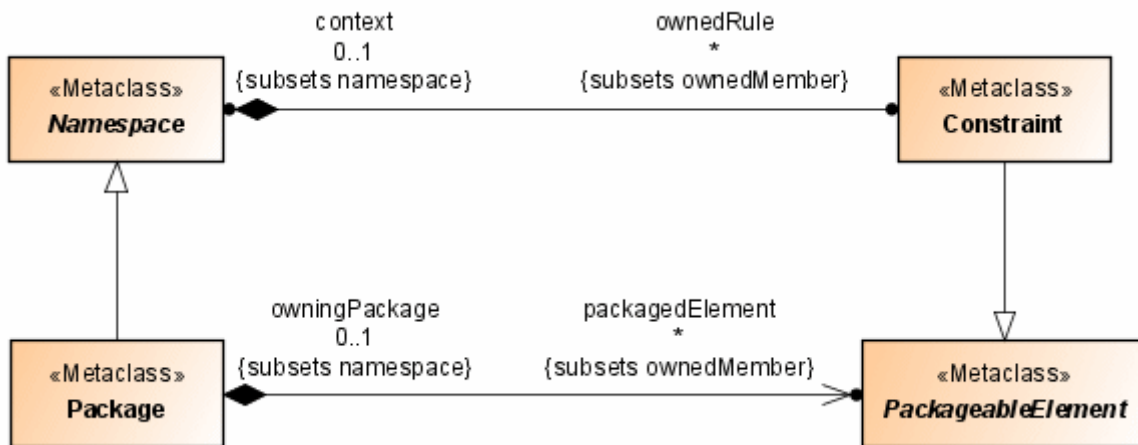 context
0..1
{subsets namespace}
ownedRule
*
{subsets ownedMember}
«Metaclass»
Namespace
«Metaclass»
Constraint
owningPackage
0..1
{subsets namespace}
packagedElement
*
{subsets ownedMember}
«Metaclass»
Package
«Metaclass»
PackageableElement